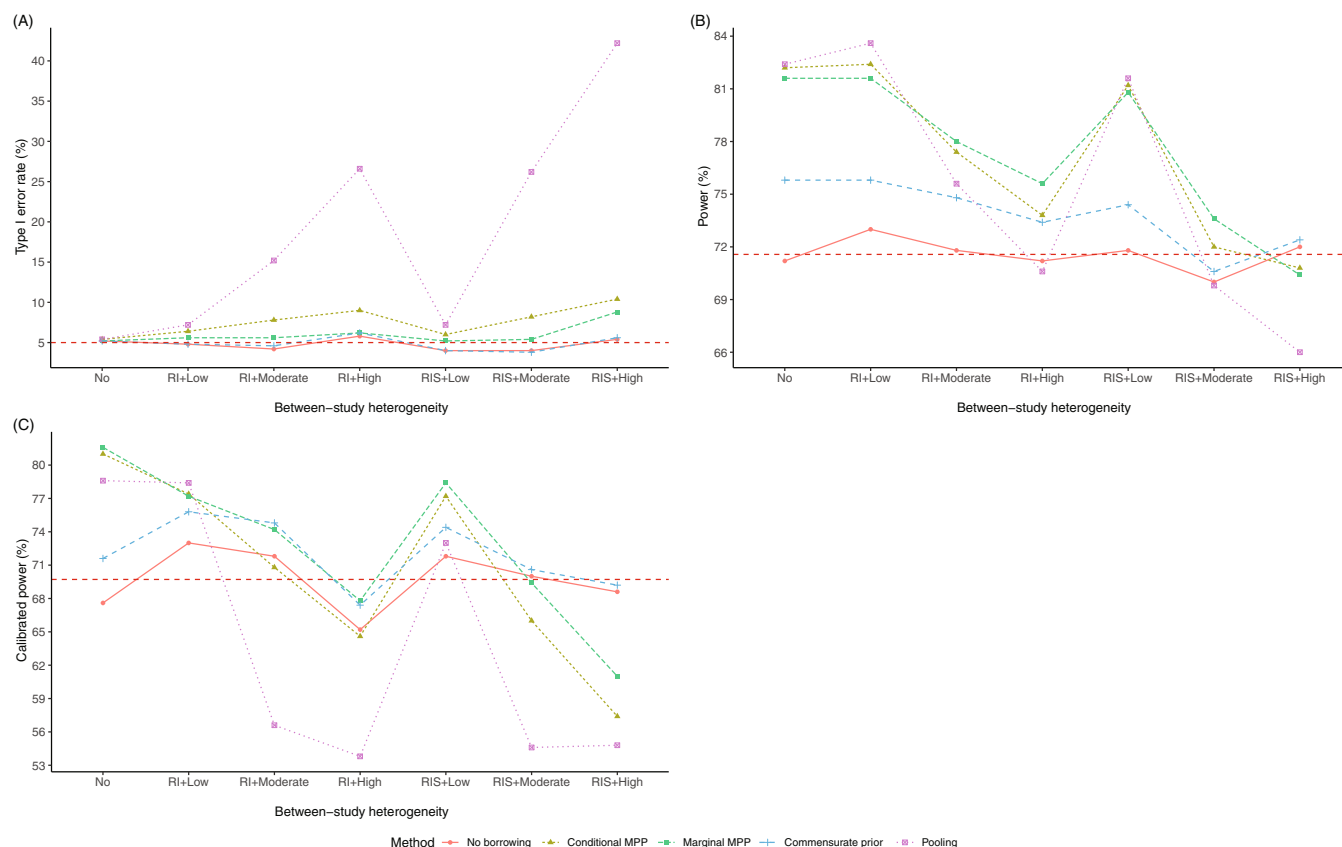 (A)
Type I error rate (%)
40
35
30
25
20
15
10
5
No RI+Low RI+Moderate RI+High RIS+Low RIS+Moderate RIS+High
Between−study heterogeneity
(B)
Power (%)
84
81
78
75
72
69
66
No RI+Low RI+Moderate RI+High RIS+Low RIS+Moderate RIS+High
Between−study heterogeneity
(C)
Calibrated power (%)
80
77
74
71
68
65
62
59
56
53
No RI+Low RI+Moderate RI+High RIS+Low RIS+Moderate RIS+High
Between−study heterogeneity
Method No borrowing Conditional MPP Marginal MPP Commensurate prior Pooling